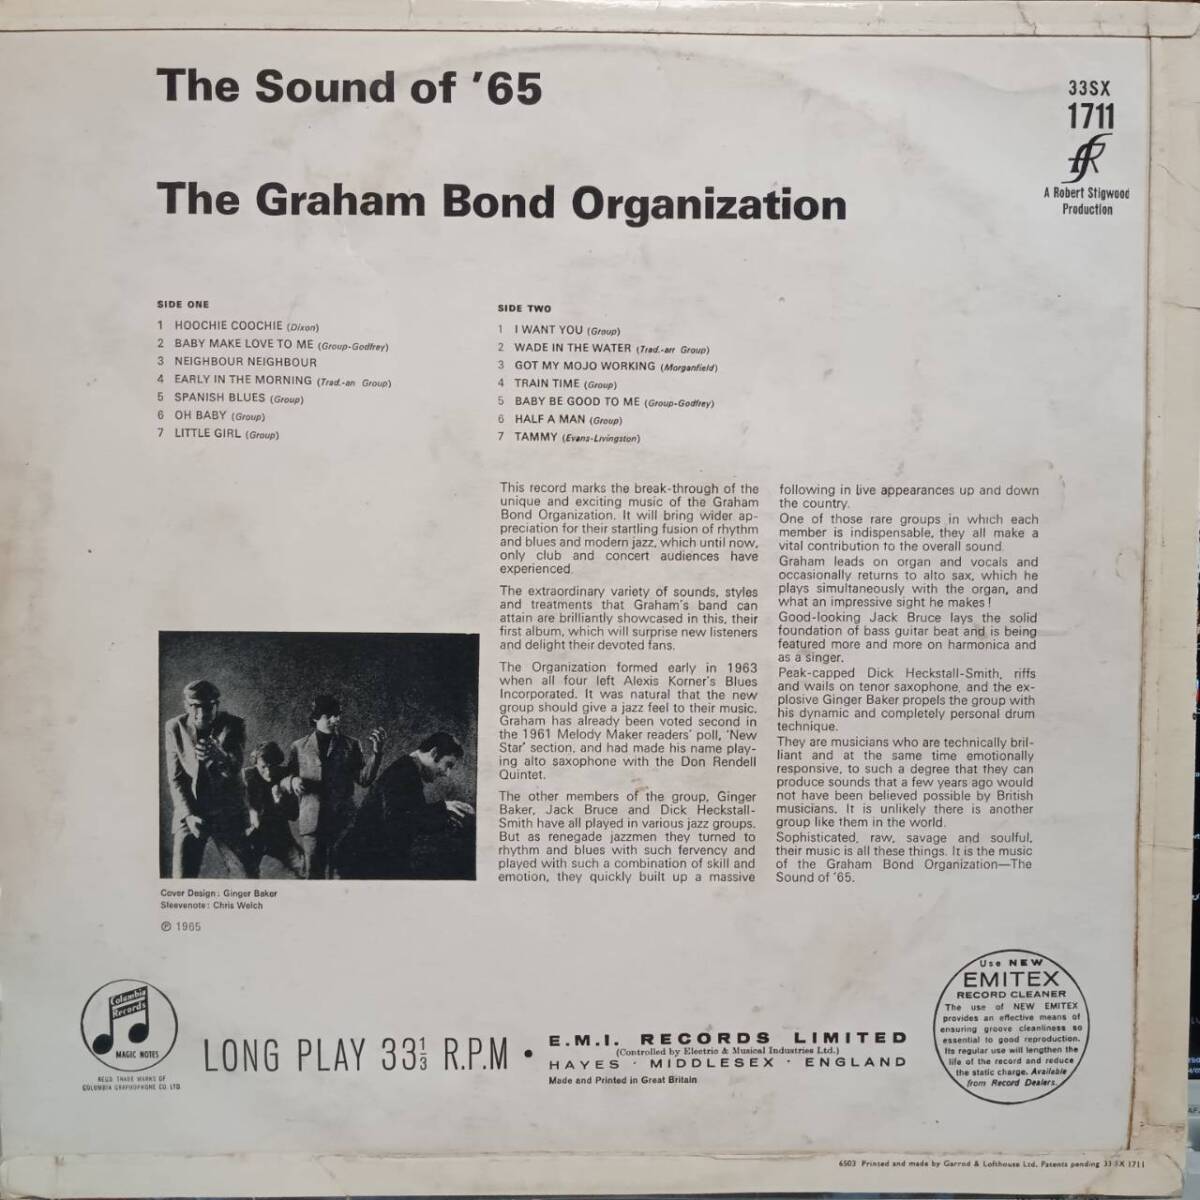 The Sound of '65
The Graham Bond Organization
33SX
1711
A Robert Stigwood
Production
SIDE ONE
1 HOOCHIE COOCHIE (Dixon)
2 BABY MAKE LOVE TO ME (Group-Godfrey)
3 NEIGHBOUR NEIGHBOUR
4 EARLY IN THE MORNING (Trad.-arr Group)
5 SPANISH BLUES (Group)
6 OH BABY (Group)
7 LITTLE GIRL (Group)
SIDE TWO
1 I WANT YOU (Group)
2 WADE IN THE WATER (Trad.-arr Group)
3 GOT MY MOJO WORKING (Morganfield)
4 TRAIN TIME (Group)
5 BABY BE GOOD TO ME (Group-Godfrey)
6 HALF A MAN (Group)
7 TAMMY (Evans-Livingston)
This record marks the break-through of the
unique and exciting music of the Graham
Bond Organization. It will bring wider ap-
preciation for their startling fusion of rhythm
and blues and modern jazz, which until now,
only club and concert audiences have
experienced.
The extraordinary variety of sounds, styles
and treatments that Graham's band can
attain are brilliantly showcased in this, their
first album, which will surprise new listeners
and delight their devoted fans.
The Organization formed early in 1963
when all four left Alexis Korner's Blues
Incorporated. It was natural that the new
group should give a jazz feel to their music.
Graham has already been voted second in
the 1961 Melody Maker readers' poll, 'New
Star' section, and had made his name play-
ing alto saxophone with the Don Rendell
Quintet.
The other members of the group, Ginger
Baker, Jack Bruce and Dick Heckstall-
Smith have all played in various jazz groups.
But as renegade jazzmen they turned to
rhythm and blues with such fervency and
played with such a combination of skill and
emotion, they quickly built up a massive
following in live appearances up and down
the country.
One of those rare groups in which each
member is indispensable, they all make a
vital contribution to the overall sound.
Graham leads on organ and vocals and
occasionally returns to alto sax, which he
plays simultaneously with the organ, and
what an impressive sight he makes!
Good-looking Jack Bruce lays the solid
foundation of bass guitar beat and is being
featured more and more on harmonica and
as a singer.
Peak-capped Dick Heckstall-Smith, riffs
and wails on tenor saxophone, and the ex-
plosive Ginger Baker propels the group with
his dynamic and completely personal drum
technique.
They are musicians who are technically bril-
liant and at the same time emotionally
responsive, to such a degree that they can
produce sounds that a few years ago would
not have been believed possible by British
musicians. It is unlikely there is another
group like them in the world.
Sophisticated, raw, savage and soulful,
their music is all these things. It is the music
of the Graham Bond Organization—The
Sound of '65.
Cover Design: Ginger Baker
Sleevenote: Chris Welch
℗ 1965
Columbia
Records
MAGIC NOTES
REGD. TRADE MARKS OF
COLUMBIA GRAPHOPHONE CO. LTD.
LONG PLAY 33⅓ R.P.M •
E.M.I. RECORDS LIMITED
(Controlled by Electric & Musical Industries Ltd.)
HAYES · MIDDLESEX · ENGLAND
Made and Printed in Great Britain
Use NEW
EMITEX
RECORD CLEANER
The use of NEW EMITEX
provides an effective means of
ensuring groove cleanliness so
essential to good reproduction.
Its regular use will lengthen the
life of the record and reduce
the static charge. Available
from Record Dealers.
6503 Printed and made by Garrod & Lofthouse Ltd. Patents pending 33 SX 1711